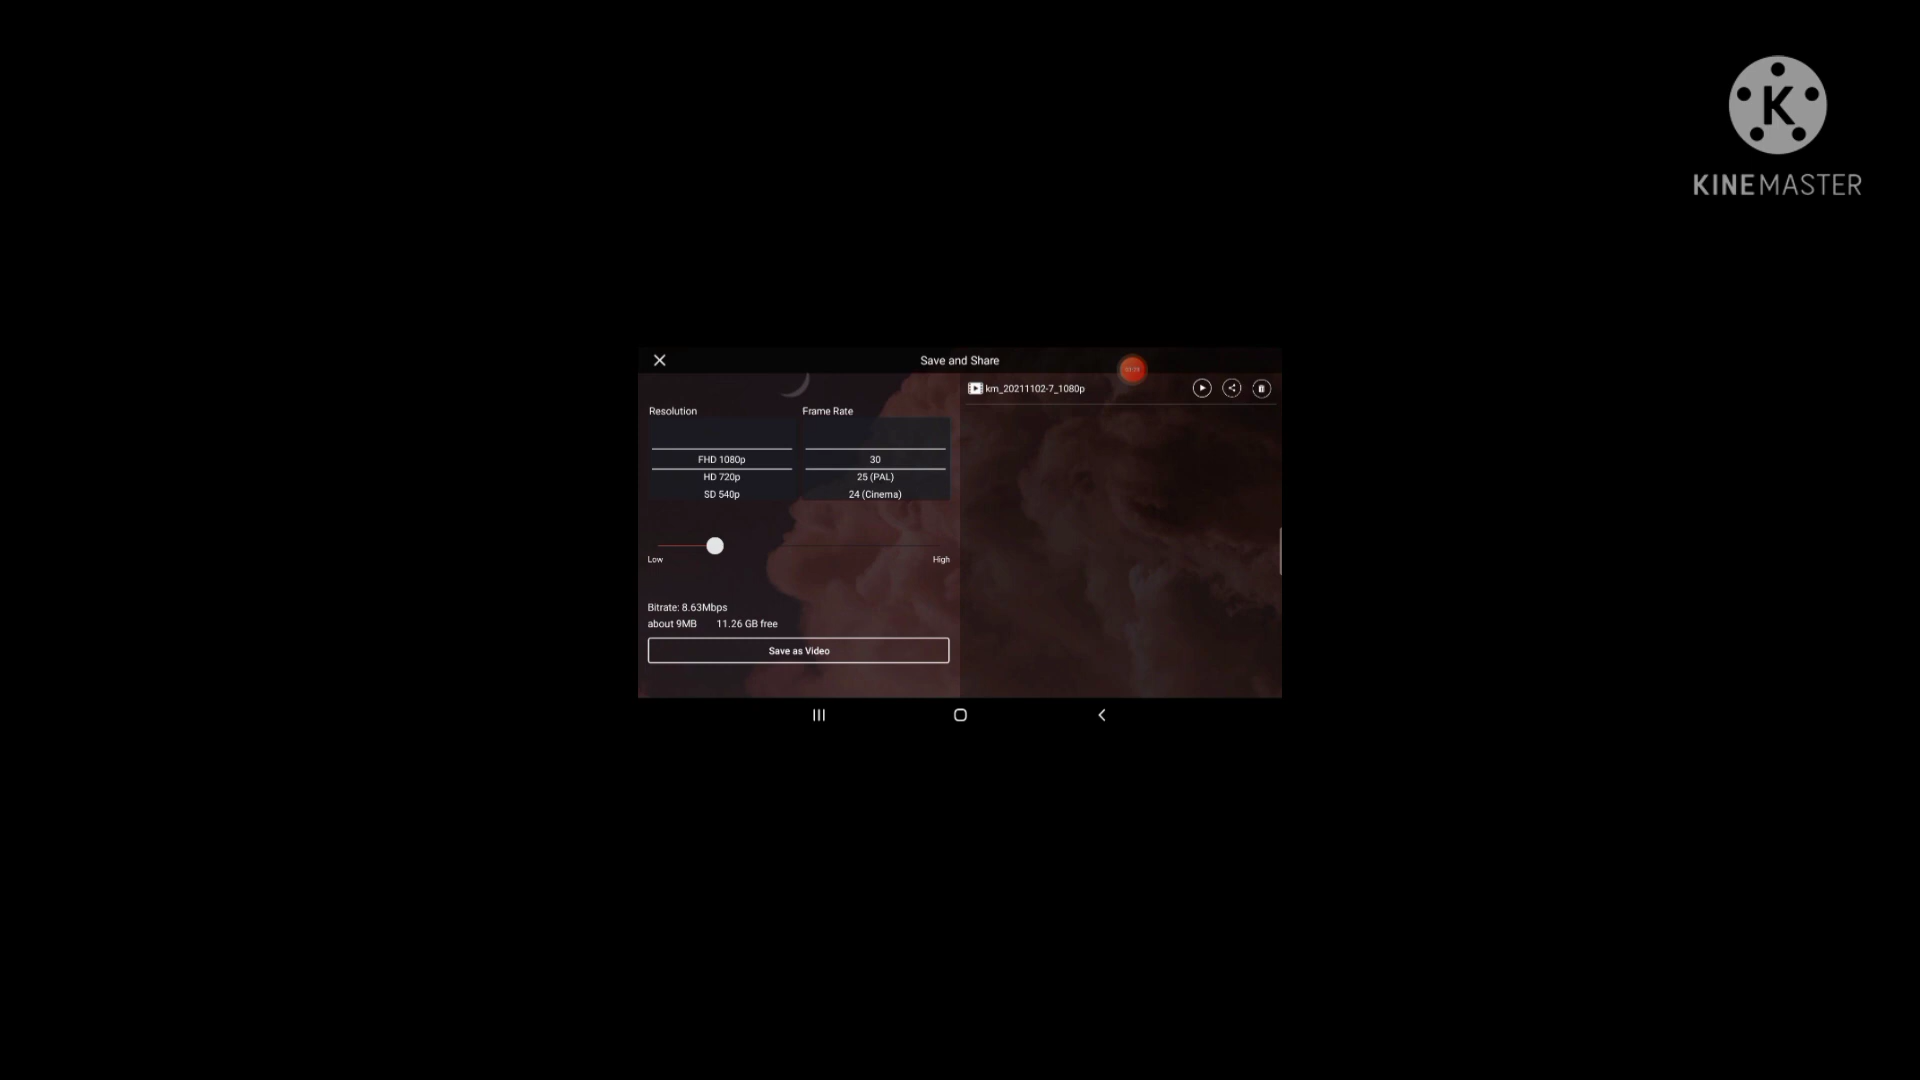 KINEMASTER
Save and Share
km_20211102-7_1080p
Resolution
Frame Rate
FHD 1080p
30
HD 720p
25 (PAL)
SD 540p
24 (Cinema)
Low
High
Bitrate: 8.63Mbps
about 9MB
11.26 GB free
Save as Video